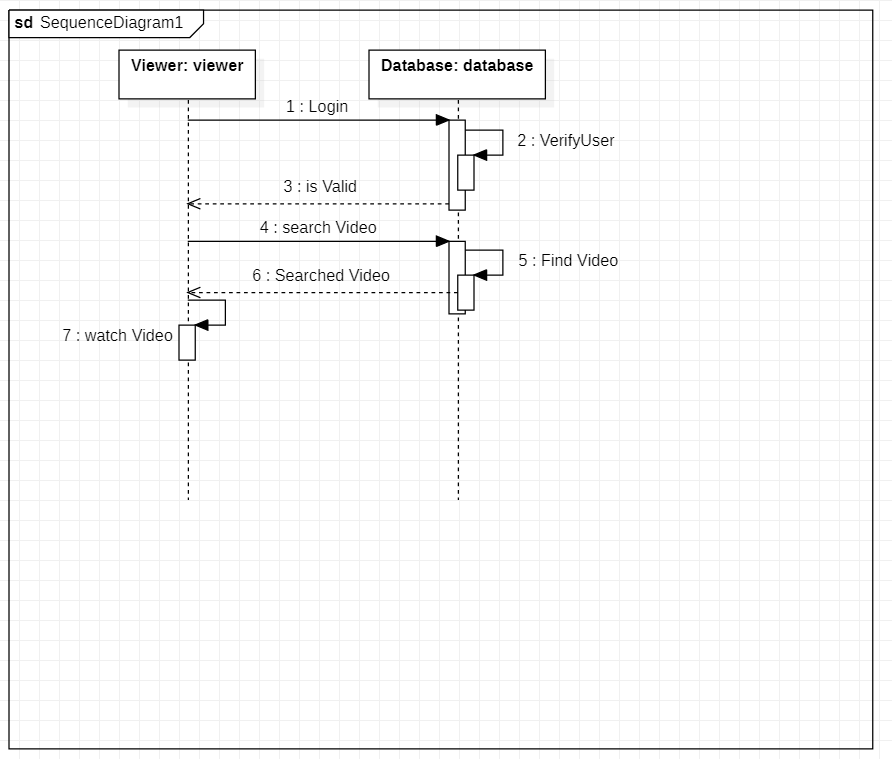 sd SequenceDiagram1
Viewer: viewer
Database: database
1 : Login
2 : VerifyUser
3 : is Valid
4 : search Video
5 : Find Video
6 : Searched Video
7 : watch Video